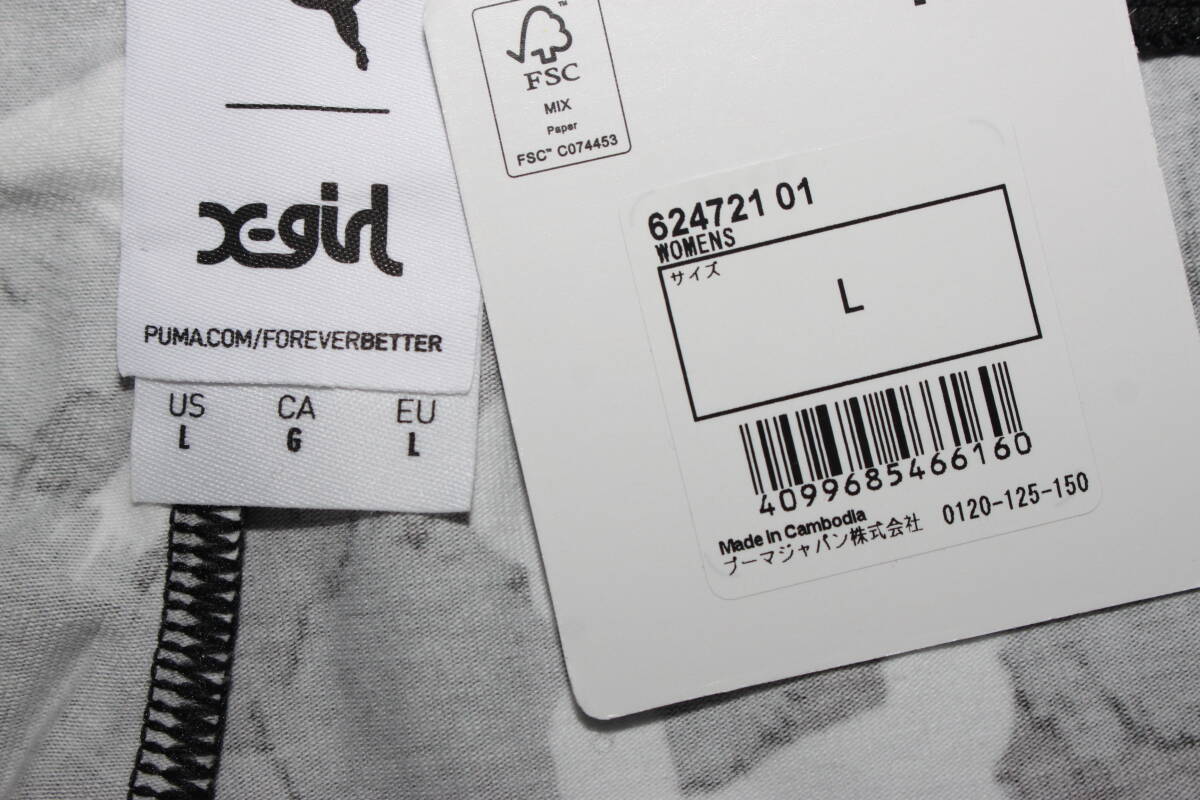 X-girl
PUMA.COM/FOREVERBETTER
US CA EU
L G L
FSC™
MIX
Paper
FSC™ C074453
624721 01
WOMENS
サイズ
L
4099685466160
Made in Cambodia
プーマジャパン株式会社 0120-125-150